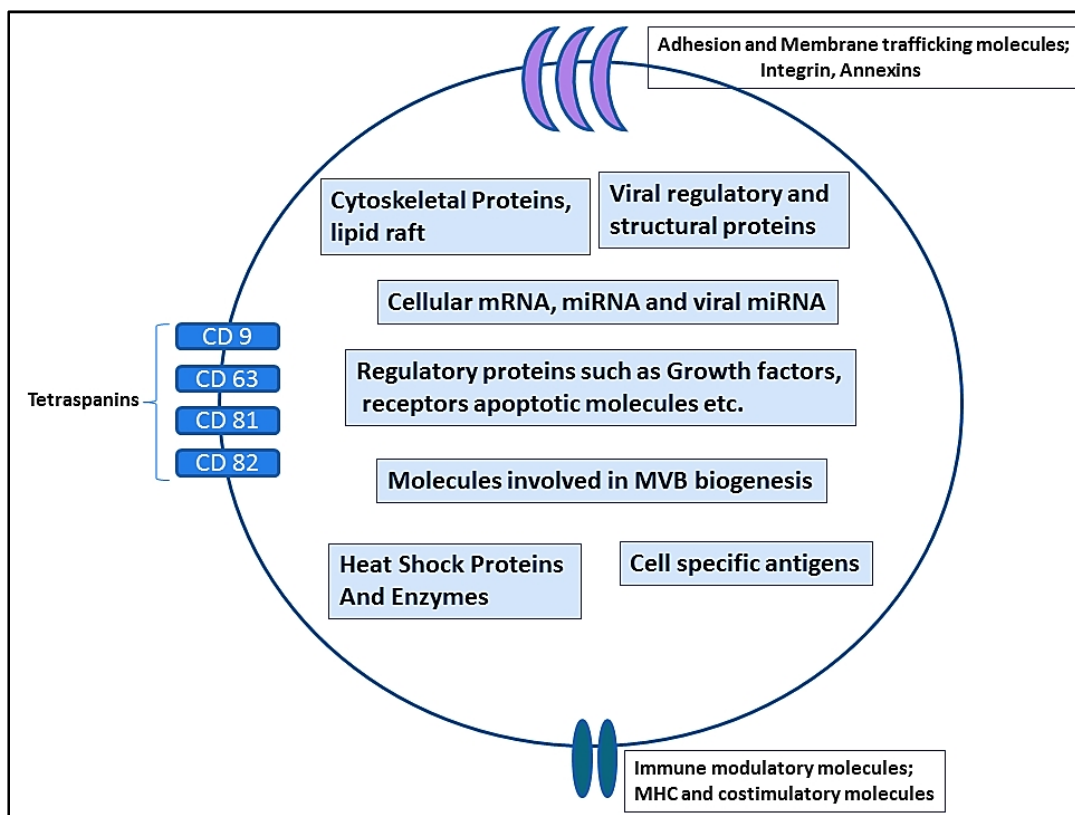 Adhesion and Membrane trafficking molecules;
Integrin, Annexins
Cytoskeletal Proteins,
lipid raft
Viral regulatory and
structural proteins
Cellular mRNA, miRNA and viral miRNA
CD 9
CD 63
CD 81
CD 82
Tetraspanins
Regulatory proteins such as Growth factors,
receptors apoptotic molecules etc.
Molecules involved in MVB biogenesis
Heat Shock Proteins
And Enzymes
Cell specific antigens
Immune modulatory molecules;
MHC and costimulatory molecules